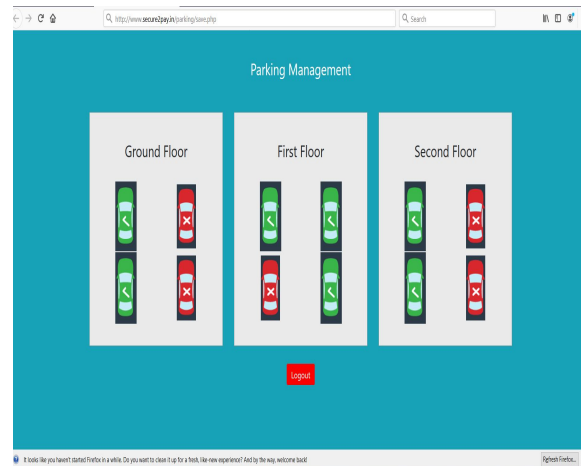 http://www.secure2pay.in/parking/save.php
Search
Parking Management
Ground Floor
First Floor
Second Floor
Logout
It looks like you haven't started Firefox in a while. Do you want to clean it up for a fresh, like-new experience? And by the way, welcome back!
Refresh Firefox...